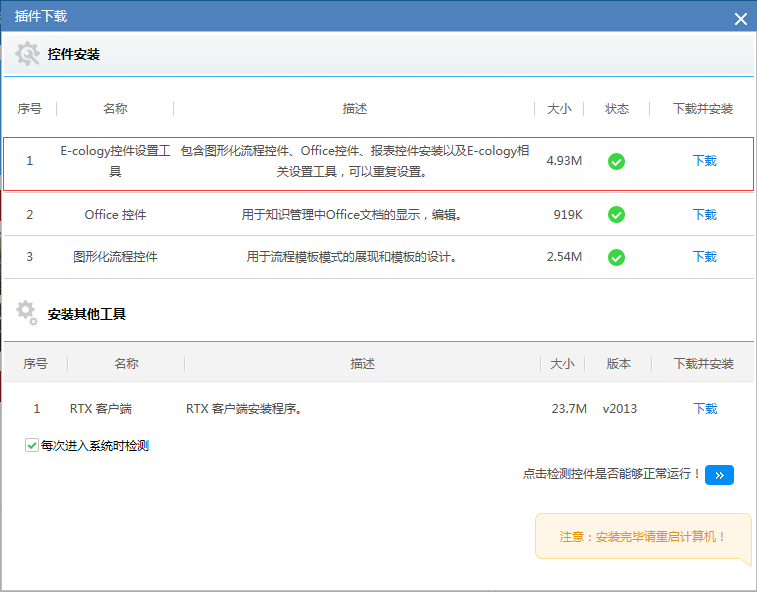 插件下载
控件安装
序号 名称 描述 大小 状态 下载并安装
1 E-cology控件设置工具 包含图形化流程控件、Office控件、报表控件安装以及E-cology相关设置工具，可以重复设置。 4.93M 下载
2 Office 控件 用于知识管理中Office文档的显示，编辑。 919K 下载
3 图形化流程控件 用于流程模板模式的展现和模板的设计。 2.54M 下载
安装其他工具
序号 名称 描述 大小 版本 下载并安装
1 RTX 客户端 RTX 客户端安装程序。 23.7M v2013 下载
每次进入系统时检测
点击检测控件是否能够正常运行！
注意：安装完毕请重启计算机！